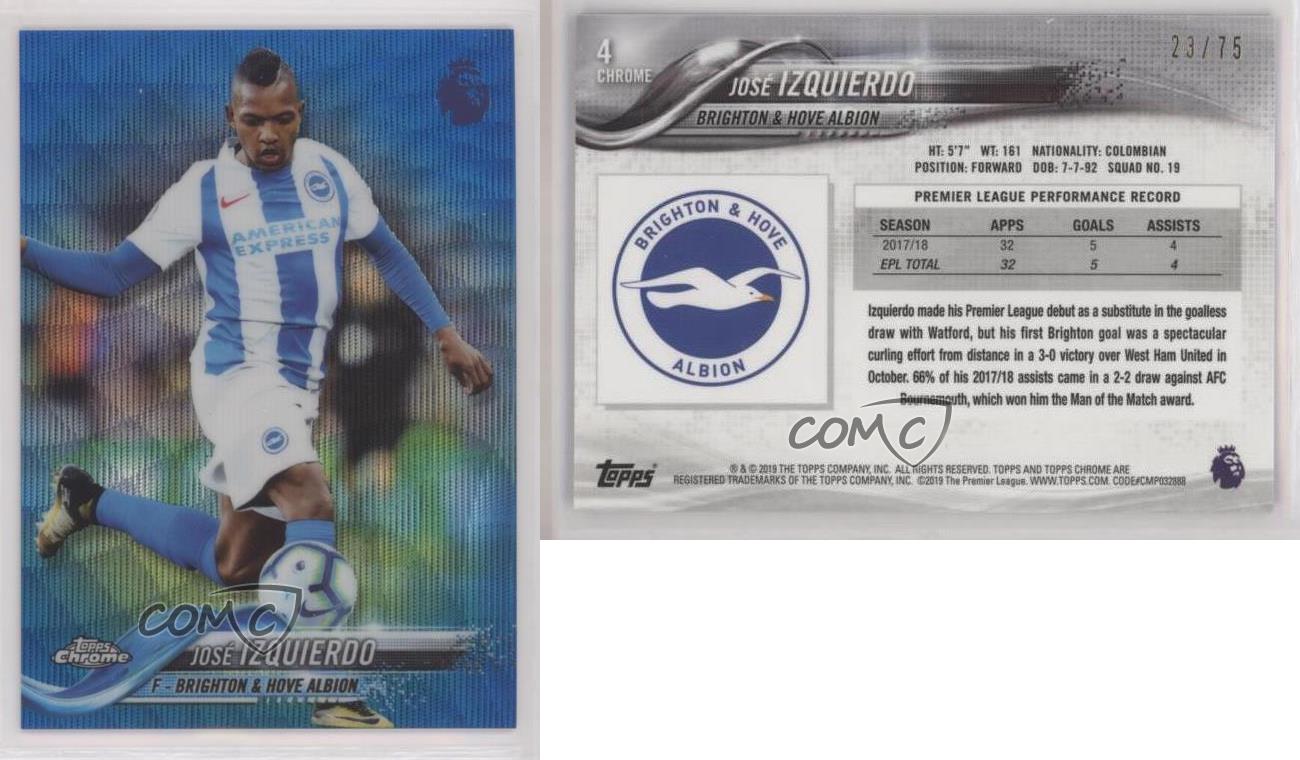 AMERICAN
EXPRESS
COMC
Topps
Chrome
JOSÉ IZQUIERDO
F - BRIGHTON & HOVE ALBION
4
CHROME
23/75
JOSÉ IZQUIERDO
BRIGHTON & HOVE ALBION
HT: 5'7" WT: 161 NATIONALITY: COLOMBIAN
POSITION: FORWARD DOB: 7-7-92 SQUAD NO. 19
BRIGHTON & HOVE
ALBION
PREMIER LEAGUE PERFORMANCE RECORD
SEASON APPS GOALS ASSISTS
2017/18 32 5 4
EPL TOTAL 32 5 4
Izquierdo made his Premier League debut as a substitute in the goalless
draw with Watford, but his first Brighton goal was a spectacular
curling effort from distance in a 3-0 victory over West Ham United in
October. 66% of his 2017/18 assists came in a 2-2 draw against AFC
Bournemouth, which won him the Man of the Match award.
COMC
Topps
® & © 2019 THE TOPPS COMPANY, INC. ALL RIGHTS RESERVED. TOPPS AND TOPPS CHROME ARE
REGISTERED TRADEMARKS OF THE TOPPS COMPANY, INC. ©2019 The Premier League. WWW.TOPPS.COM. CODE#CMP032888